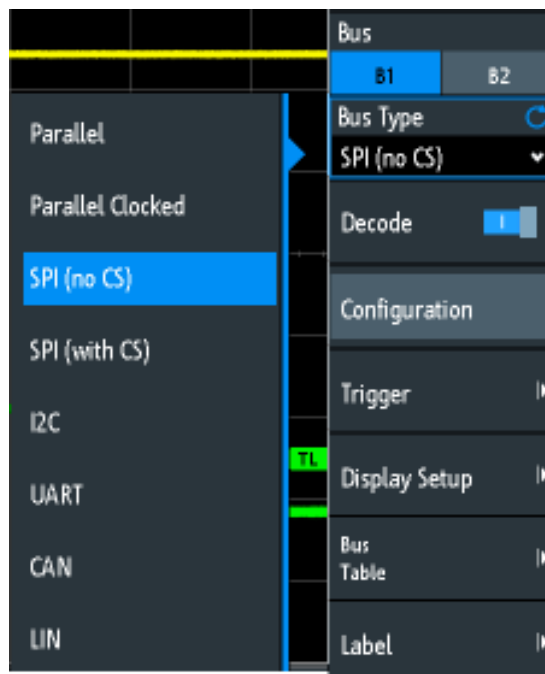 Bus
B1 B2
Bus Type
SPI (no CS)
Decode
I
Configuration
Trigger
Display Setup
Bus
Table
Label
Parallel
Parallel Clocked
SPI (no CS)
SPI (with CS)
I2C
UART
CAN
LIN
TL